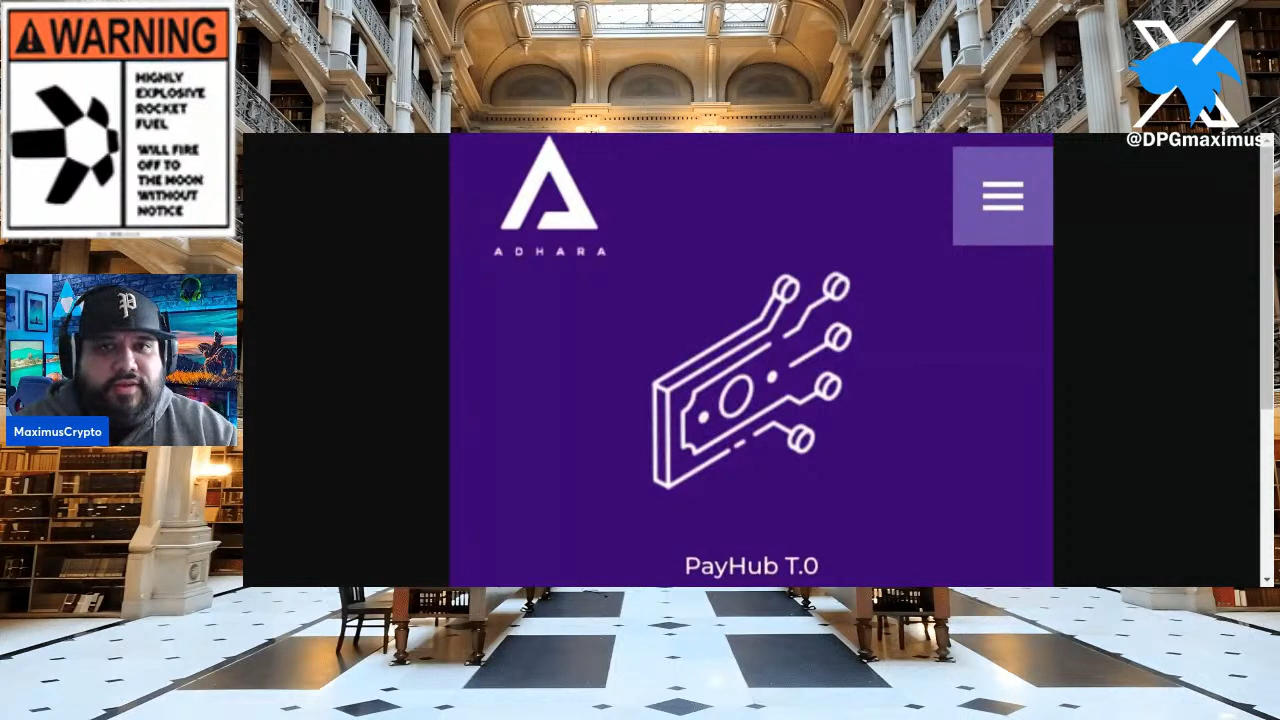 WARNING
HIGHLY
EXPLOSIVE
ROCKET
FUEL
WILL FIRE
OFF TO
THE MOON
WITHOUT
NOTICE
@DPGmaximus
ADHARA
MaximusCrypto
PayHub T.0